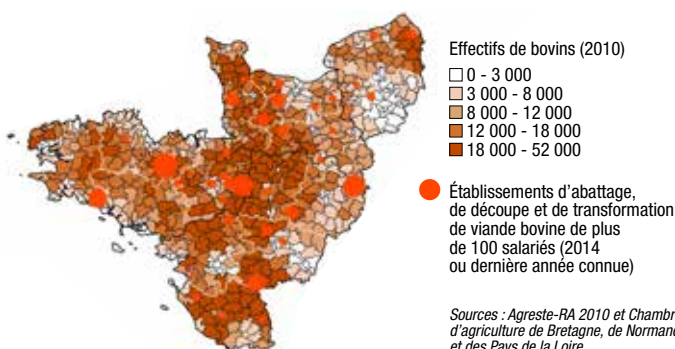 Effectifs de bovins (2010)
0 - 3 000
3 000 - 8 000
8 000 - 12 000
12 000 - 18 000
18 000 - 52 000
Établissements d'abattage,
de découpe et de transformation
de viande bovine de plus
de 100 salariés (2014
ou dernière année connue)
Sources : Agreste-RA 2010 et Chambr
d'agriculture de Bretagne, de Normand
et des Pays de la Loire